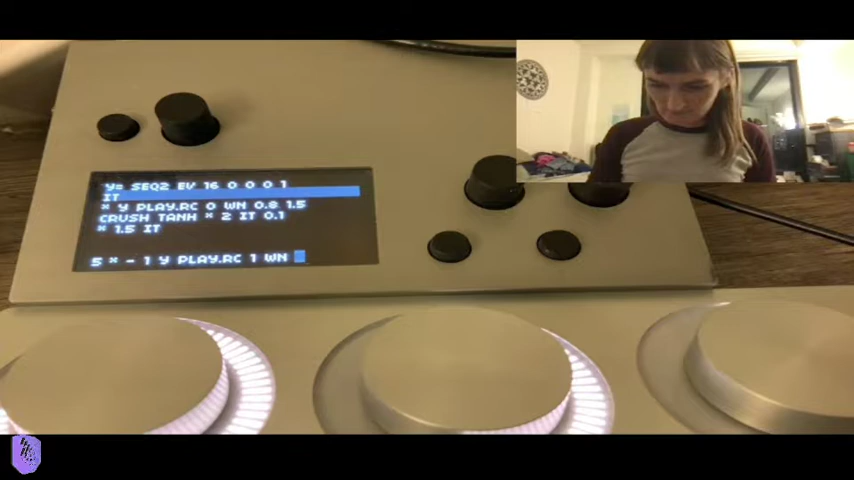 Y= SEQ2 EV 16 0 0 0 1
IT
* Y PLAY.RC 0 WN 0.8 1.5
CRUSH TANH * 2 IT 0.1
* 1.5 IT
5 * - 1 Y PLAY.RC 1 WN